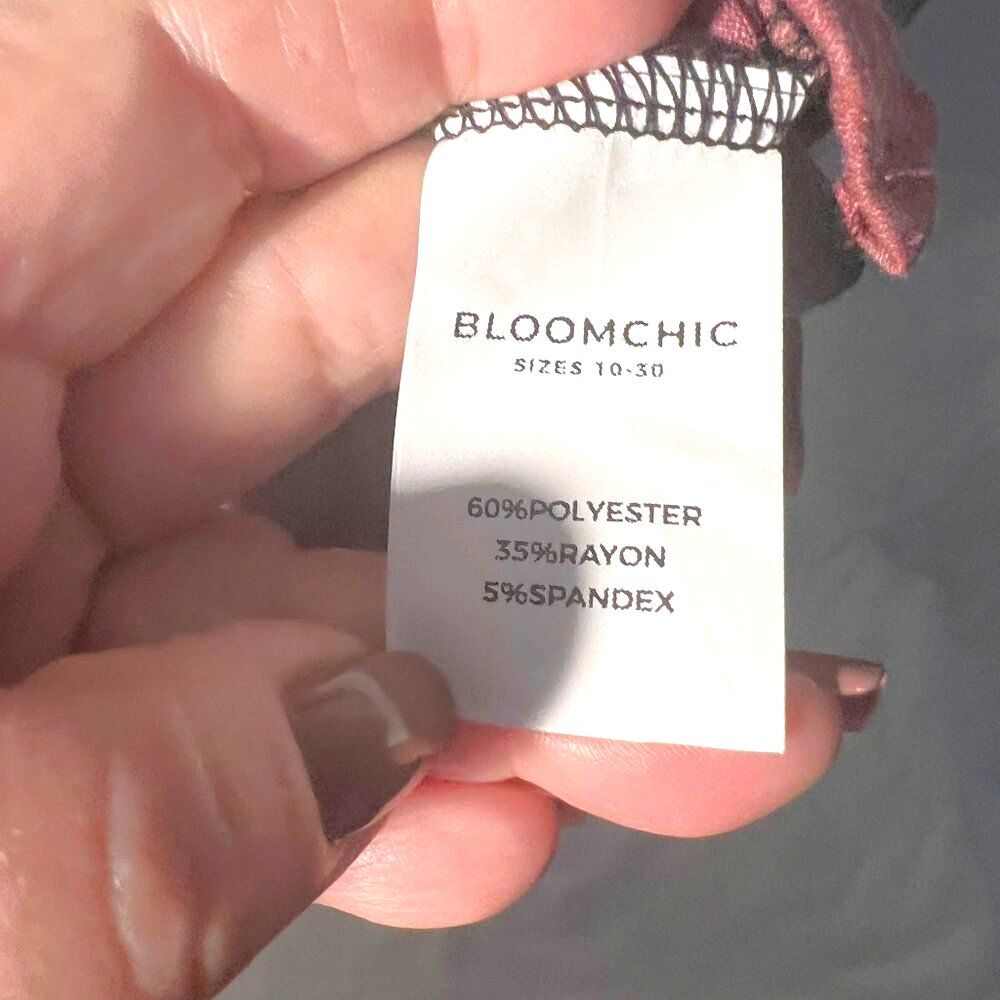 BLOOMCHIC
SIZES 10-30
60%POLYESTER
35%RAYON
5%SPANDEX